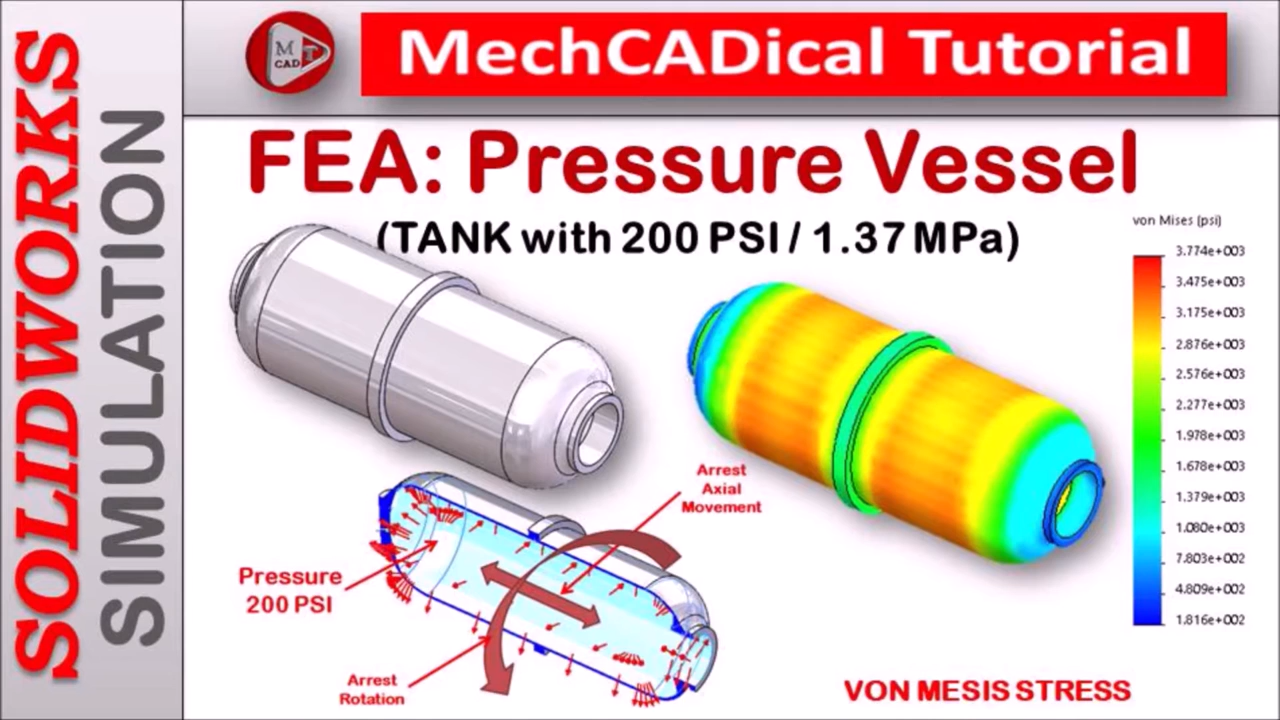 SOLIDWORKS
SIMULATION
M T
CAD
MechCADical Tutorial
FEA: Pressure Vessel
(TANK with 200 PSI / 1.37 MPa)
von Mises (psi)
3.774e+003
3.475e+003
3.175e+003
2.876e+003
2.576e+003
2.277e+003
1.978e+003
1.678e+003
1.379e+003
1.080e+003
7.803e+002
4.809e+002
1.816e+002
Arrest
Axial
Movement
Pressure
200 PSI
Arrest
Rotation
VON MESIS STRESS